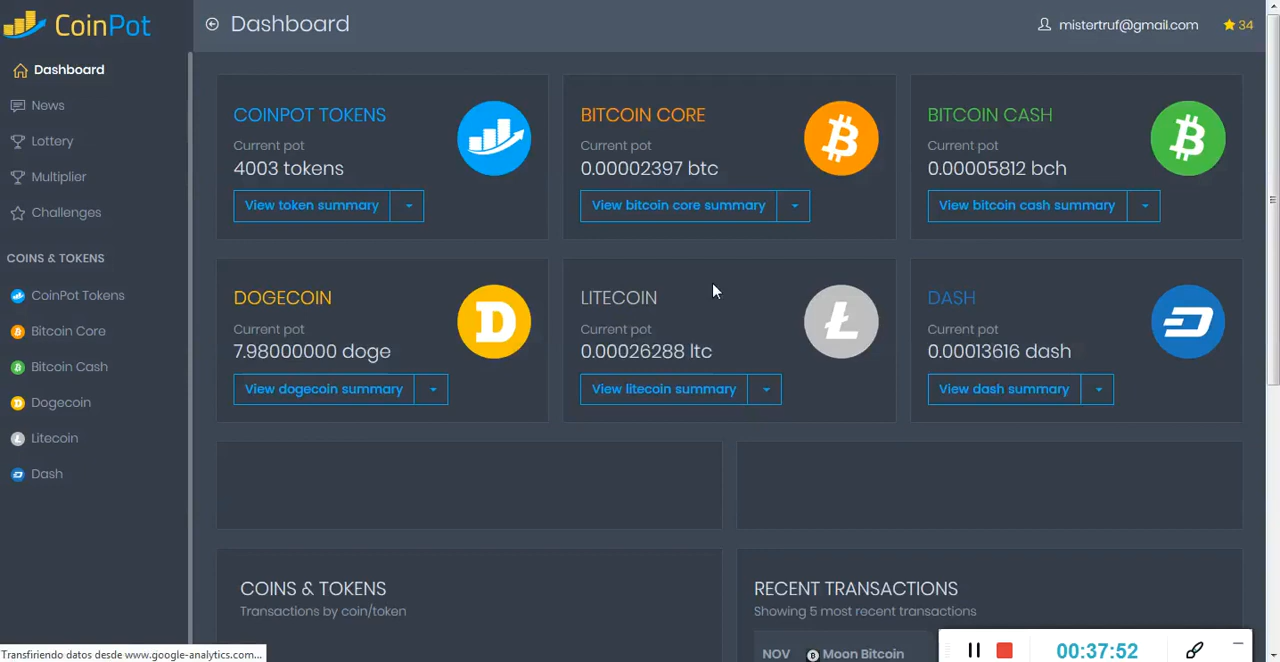 CoinPot
Dashboard
mistertruf@gmail.com
34
Dashboard
News
Lottery
Multiplier
Challenges
COINS & TOKENS
CoinPot Tokens
Bitcoin Core
Bitcoin Cash
Dogecoin
Litecoin
Dash
COINPOT TOKENS
Current pot
4003 tokens
View token summary
BITCOIN CORE
Current pot
0.00002397 btc
View bitcoin core summary
BITCOIN CASH
Current pot
0.00005812 bch
View bitcoin cash summary
DOGECOIN
Current pot
7.98000000 doge
View dogecoin summary
LITECOIN
Current pot
0.00026288 ltc
View litecoin summary
DASH
Current pot
0.00013616 dash
View dash summary
COINS & TOKENS
Transactions by coin/token
RECENT TRANSACTIONS
Showing 5 most recent transactions
NOV Moon Bitcoin
Transfiriendo datos desde www.google-analytics.com...
00:37:52